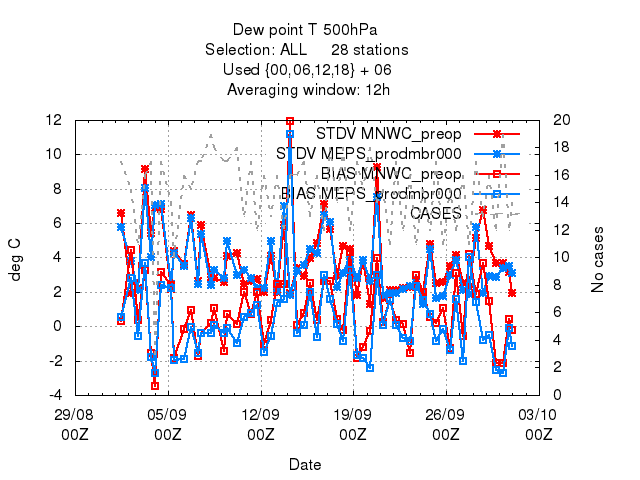 Dew point T 500hPa
Selection: ALL 28 stations
Used {00,06,12,18} + 06
Averaging window: 12h
12 20
STDV MNWC_preop
18
10
STDV MEPS_prodmbr000
16
8
BIAS MNWC_preop
BIAS MEPS_prodmbr000
14
CASES
6 12
4 10
deg C
No cases
8
2
6
0
4
-2
2
-4 0
29/08 05/09 12/09 19/09 26/09 03/10
00Z 00Z 00Z 00Z 00Z 00Z
Date